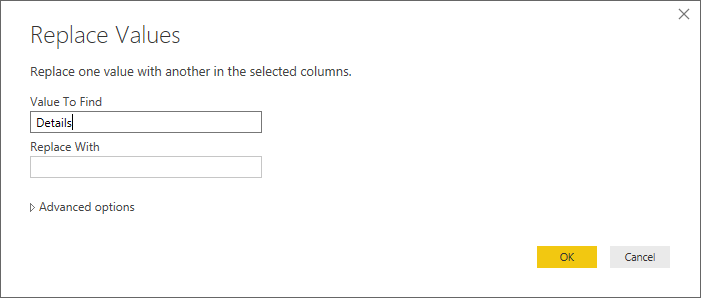 Replace Values
Replace one value with another in the selected columns.
Value To Find
Details
Replace With
Advanced options
OK
Cancel